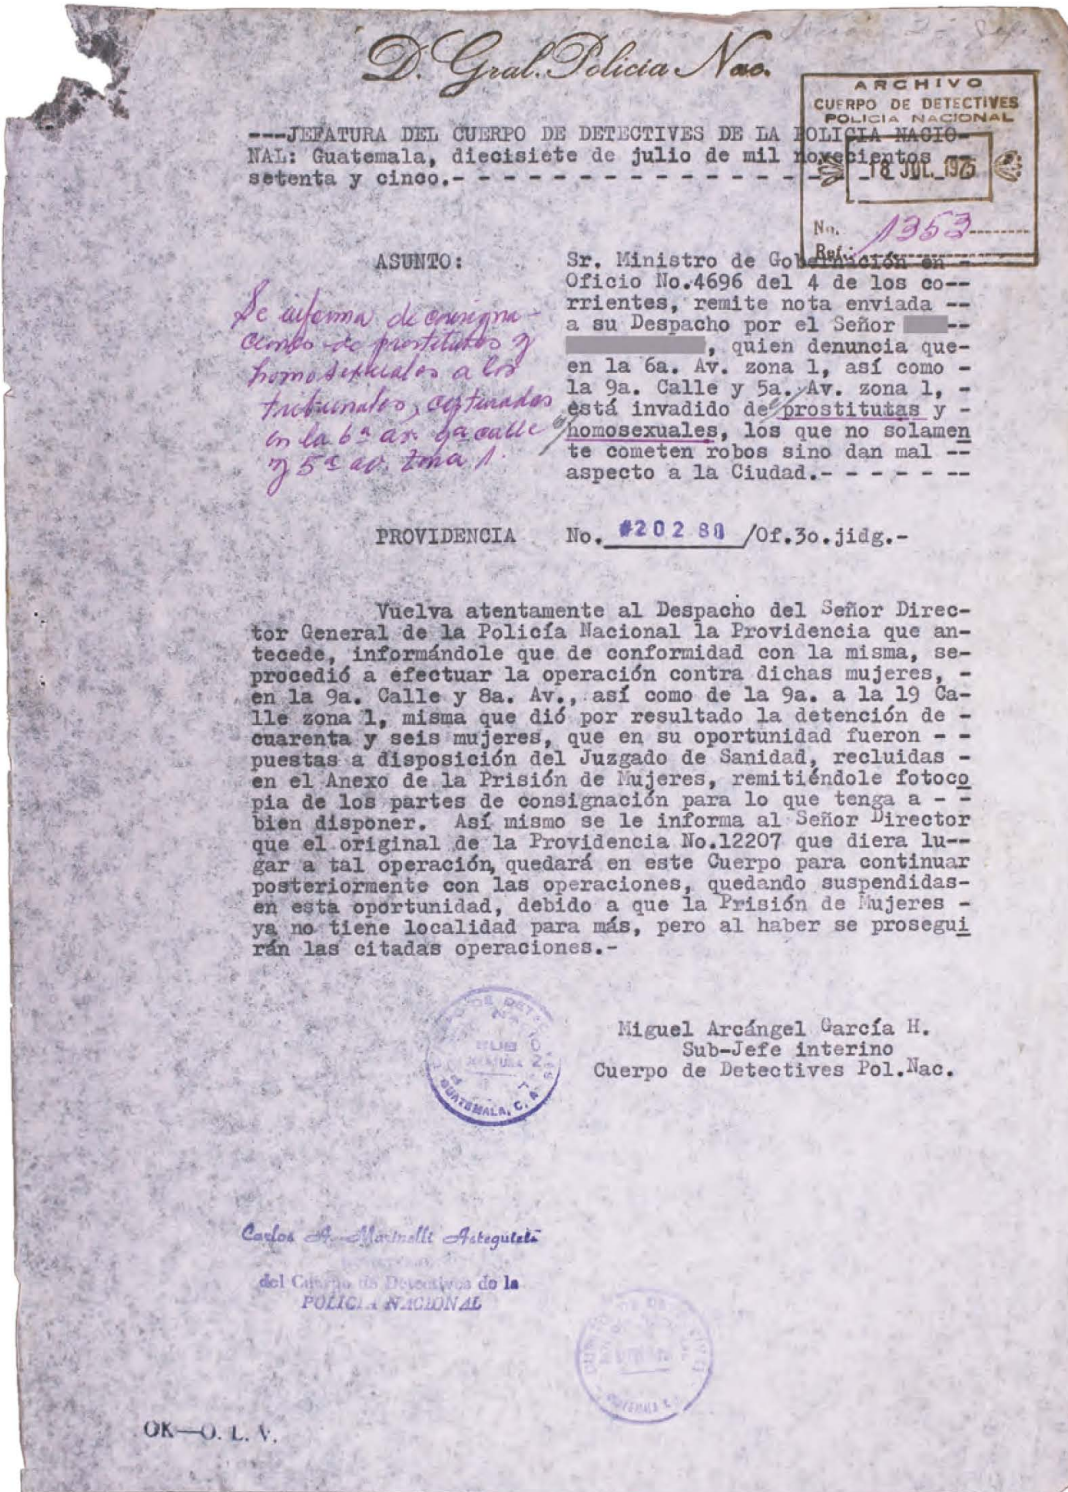 D. Gral. Policia Nac.
ARCHIVO
CUERPO DE DETECTIVES
POLICIA NACIONAL
18 JUL. 1975
No. 1353
Ref.:
---JEFATURA DEL CUERPO DE DETECTIVES DE LA POLICIA NACIO-
NAL: Guatemala, diecisiete de julio de mil novecientos
setenta y cinco.- - - - - - - - - - - - - - - - - -
ASUNTO:
Sr. Ministro de Gobernación en -
Oficio No.4696 del 4 de los co--
rrientes, remite nota enviada --
a su Despacho por el Señor --
, quien denuncia que-
en la 6a. Av. zona 1, así como -
la 9a. Calle y 5a. Av. zona 1, -
está invadido de prostitutas y -
homosexuales, los que no solamen
te cometen robos sino dan mal --
aspecto a la Ciudad.- - - - - - -
Se informa de
de prostitutas y
homosexuales a los
tribunales, capturados
en la 6a av. 9a calle
y 5a av. zona 1.
PROVIDENCIA No. #20288 /Of.3o.jidg.-
Vuelva atentamente al Despacho del Señor Direc-
tor General de la Policía Nacional la Providencia que an-
tecede, informándole que de conformidad con la misma, se-
procedió a efectuar la operación contra dichas mujeres, -
en la 9a. Calle y 8a. Av., así como de la 9a. a la 19 Ca-
lle zona 1, misma que dió por resultado la detención de -
cuarenta y seis mujeres, que en su oportunidad fueron - -
puestas a disposición del Juzgado de Sanidad, recluidas -
en el Anexo de la Prisión de Mujeres, remitiéndole fotoco
pia de los partes de consignación para lo que tenga a - -
bien disponer. Así mismo se le informa al Señor Director
que el original de la Providencia No.12207 que diera lu--
gar a tal operación, quedará en este Cuerpo para continuar
posteriormente con las operaciones, quedando suspendidas-
en esta oportunidad, debido a que la Prisión de Mujeres -
ya no tiene localidad para más, pero al haber se prosegui
rán las citadas operaciones.-
GUATEMALA, C. A.
Miguel Arcángel García H.
Sub-Jefe interino
Cuerpo de Detectives Pol.Nac.
Carlos A. Marinelli
del Cuerpo de Detectives de la
POLICIA NACIONAL
OK—O. L. V.